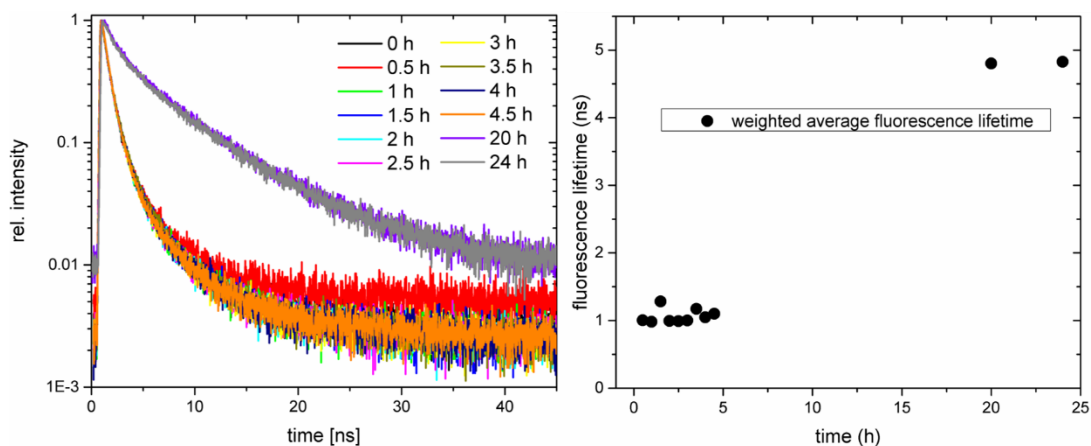 1
0.1
0.01
1E-3
rel. intensity
0 h
0.5 h
1 h
1.5 h
2 h
2.5 h
3 h
3.5 h
4 h
4.5 h
20 h
24 h
0 10 20 30 40
time [ns]
5
4
3
2
1
0
fluorescence lifetime (ns)
weighted average fluorescence lifetime
0 5 10 15 20 25
time (h)